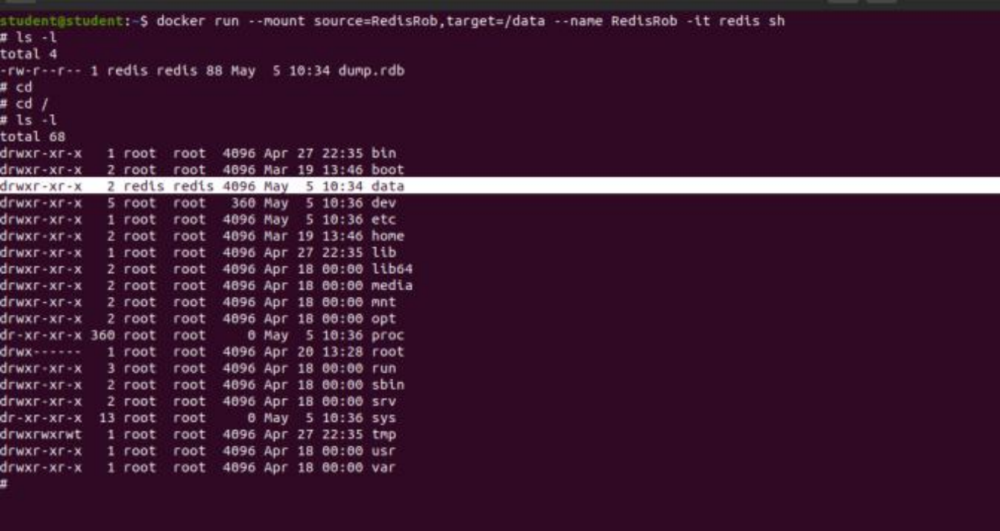 student@student:~$ docker run --mount source=RedisRob,target=/data --name RedisRob -it redis sh
# ls -l
total 4
-rw-r--r-- 1 redis redis 88 May  5 10:34 dump.rdb
# cd
# cd /
# ls -l
total 68
drwxr-xr-x   1 root  root  4096 Apr 27 22:35 bin
drwxr-xr-x   2 root  root  4096 Mar 19 13:46 boot
drwxr-xr-x   2 redis redis 4096 May  5 10:34 data
drwxr-xr-x   5 root  root   360 May  5 10:36 dev
drwxr-xr-x   1 root  root  4096 May  5 10:36 etc
drwxr-xr-x   2 root  root  4096 Mar 19 13:46 home
drwxr-xr-x   1 root  root  4096 Apr 27 22:35 lib
drwxr-xr-x   2 root  root  4096 Apr 18 00:00 lib64
drwxr-xr-x   2 root  root  4096 Apr 18 00:00 media
drwxr-xr-x   2 root  root  4096 Apr 18 00:00 mnt
drwxr-xr-x   2 root  root  4096 Apr 18 00:00 opt
dr-xr-xr-x 360 root  root     0 May  5 10:36 proc
drwx------   1 root  root  4096 Apr 20 13:28 root
drwxr-xr-x   3 root  root  4096 Apr 18 00:00 run
drwxr-xr-x   2 root  root  4096 Apr 18 00:00 sbin
drwxr-xr-x   2 root  root  4096 Apr 18 00:00 srv
dr-xr-xr-x  13 root  root     0 May  5 10:36 sys
drwxrwxrwt   1 root  root  4096 Apr 27 22:35 tmp
drwxr-xr-x   1 root  root  4096 Apr 18 00:00 usr
drwxr-xr-x   1 root  root  4096 Apr 18 00:00 var
#